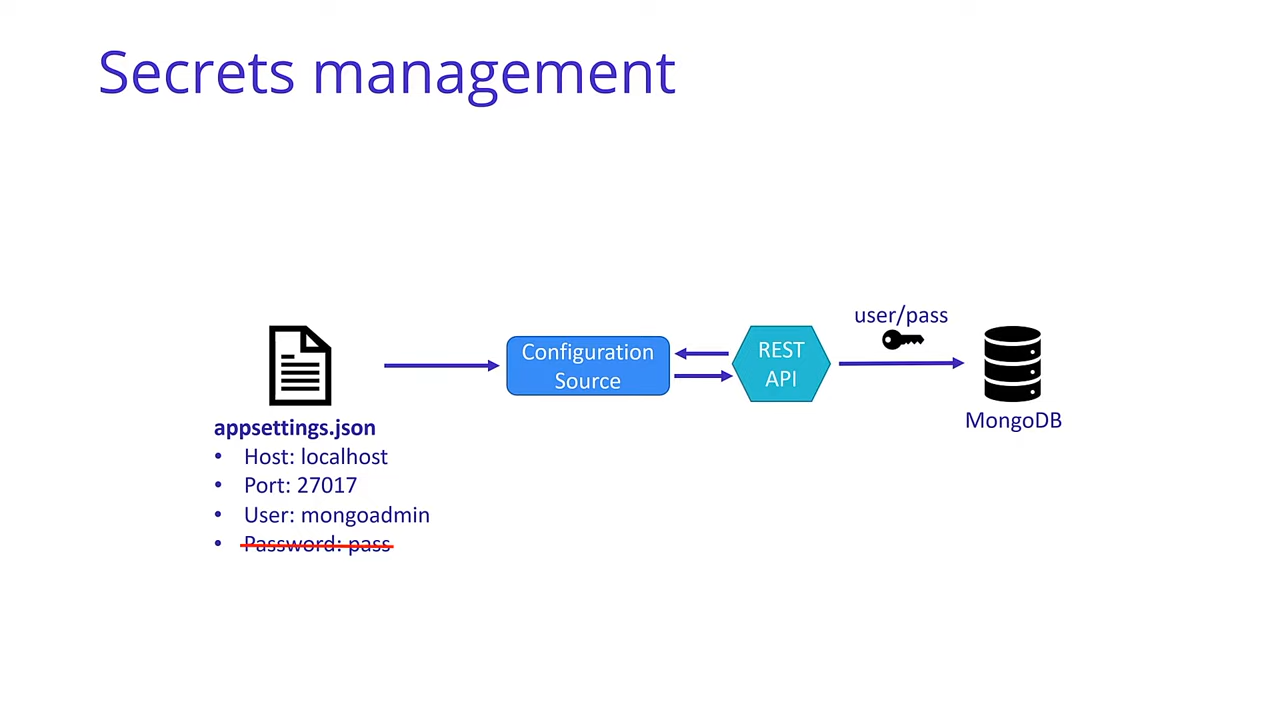 Secrets management
user/pass
Configuration
Source
REST
API
MongoDB
appsettings.json
• Host: localhost
• Port: 27017
• User: mongoadmin
• Password: pass